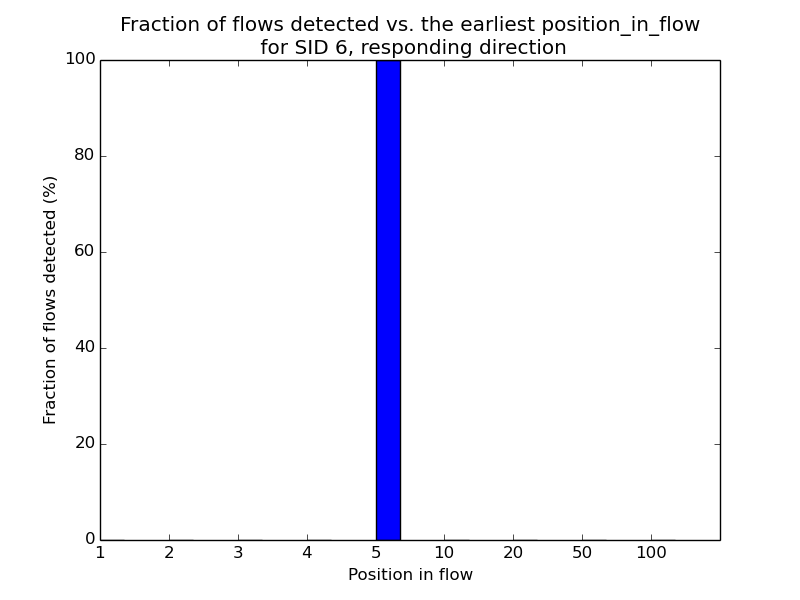 Fraction of flows detected vs. the earliest position_in_flow
for SID 6, responding direction
100
80
60
40
20
0
Fraction of flows detected (%)
1 2 3 4 5 10 20 50 100
Position in flow